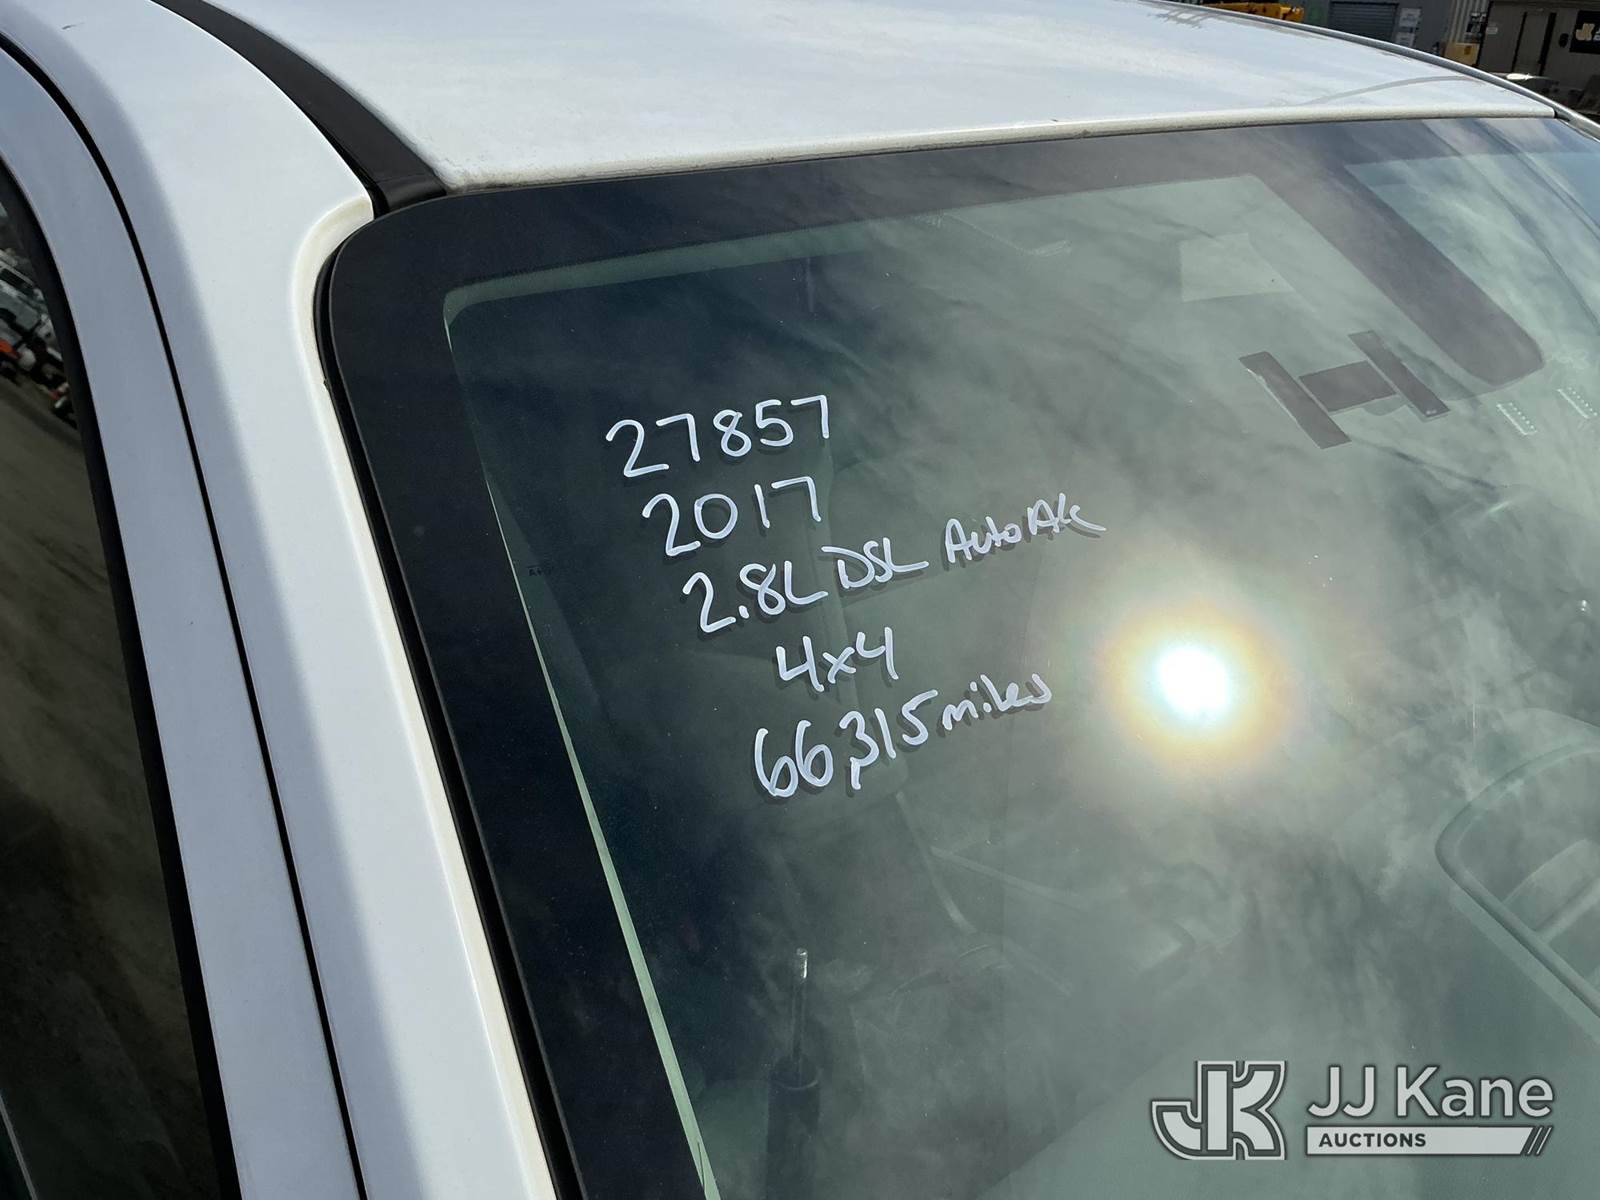 27857
2017
2.8L DSL Auto A/c
4x4
66,315 miles
JJ Kane
AUCTIONS